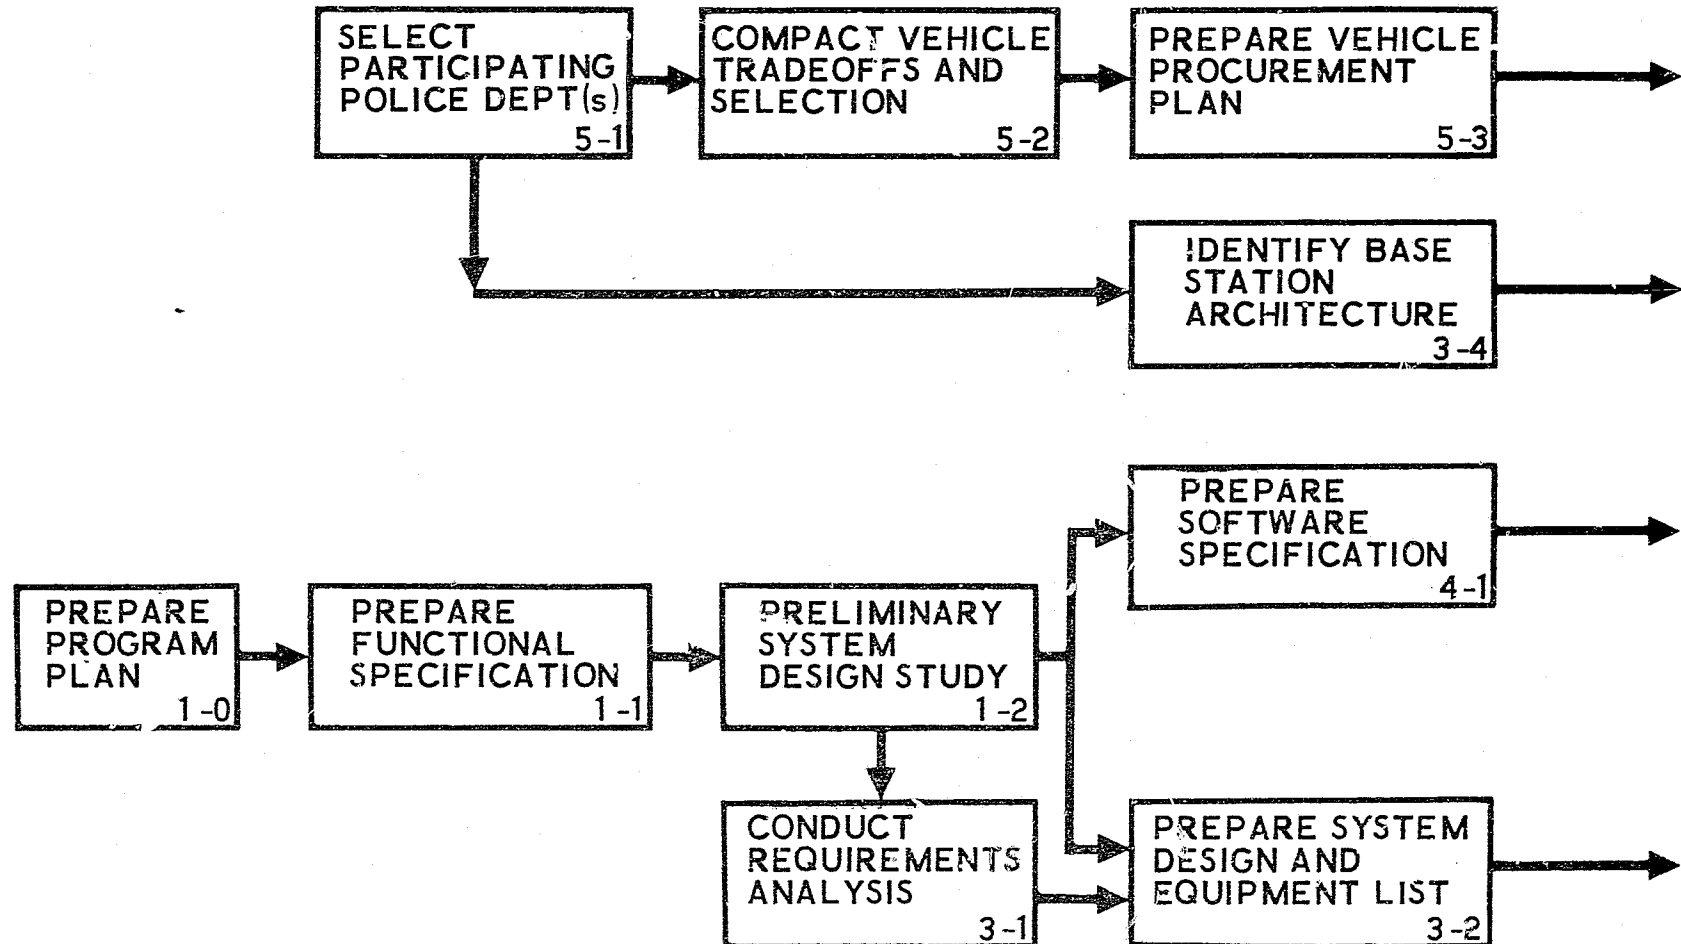 SELECT
PARTICIPATING
POLICE DEPT(s)
5-1
COMPACT VEHICLE
TRADEOFFS AND
SELECTION
5-2
PREPARE VEHICLE
PROCUREMENT
PLAN
5-3
IDENTIFY BASE
STATION
ARCHITECTURE
3-4
PREPARE
SOFTWARE
SPECIFICATION
4-1
PREPARE
PROGRAM
PLAN
1-0
PREPARE
FUNCTIONAL
SPECIFICATION
1-1
PRELIMINARY
SYSTEM
DESIGN STUDY
1-2
CONDUCT
REQUIREMENTS
ANALYSIS
3-1
PREPARE SYSTEM
DESIGN AND
EQUIPMENT LIST
3-2